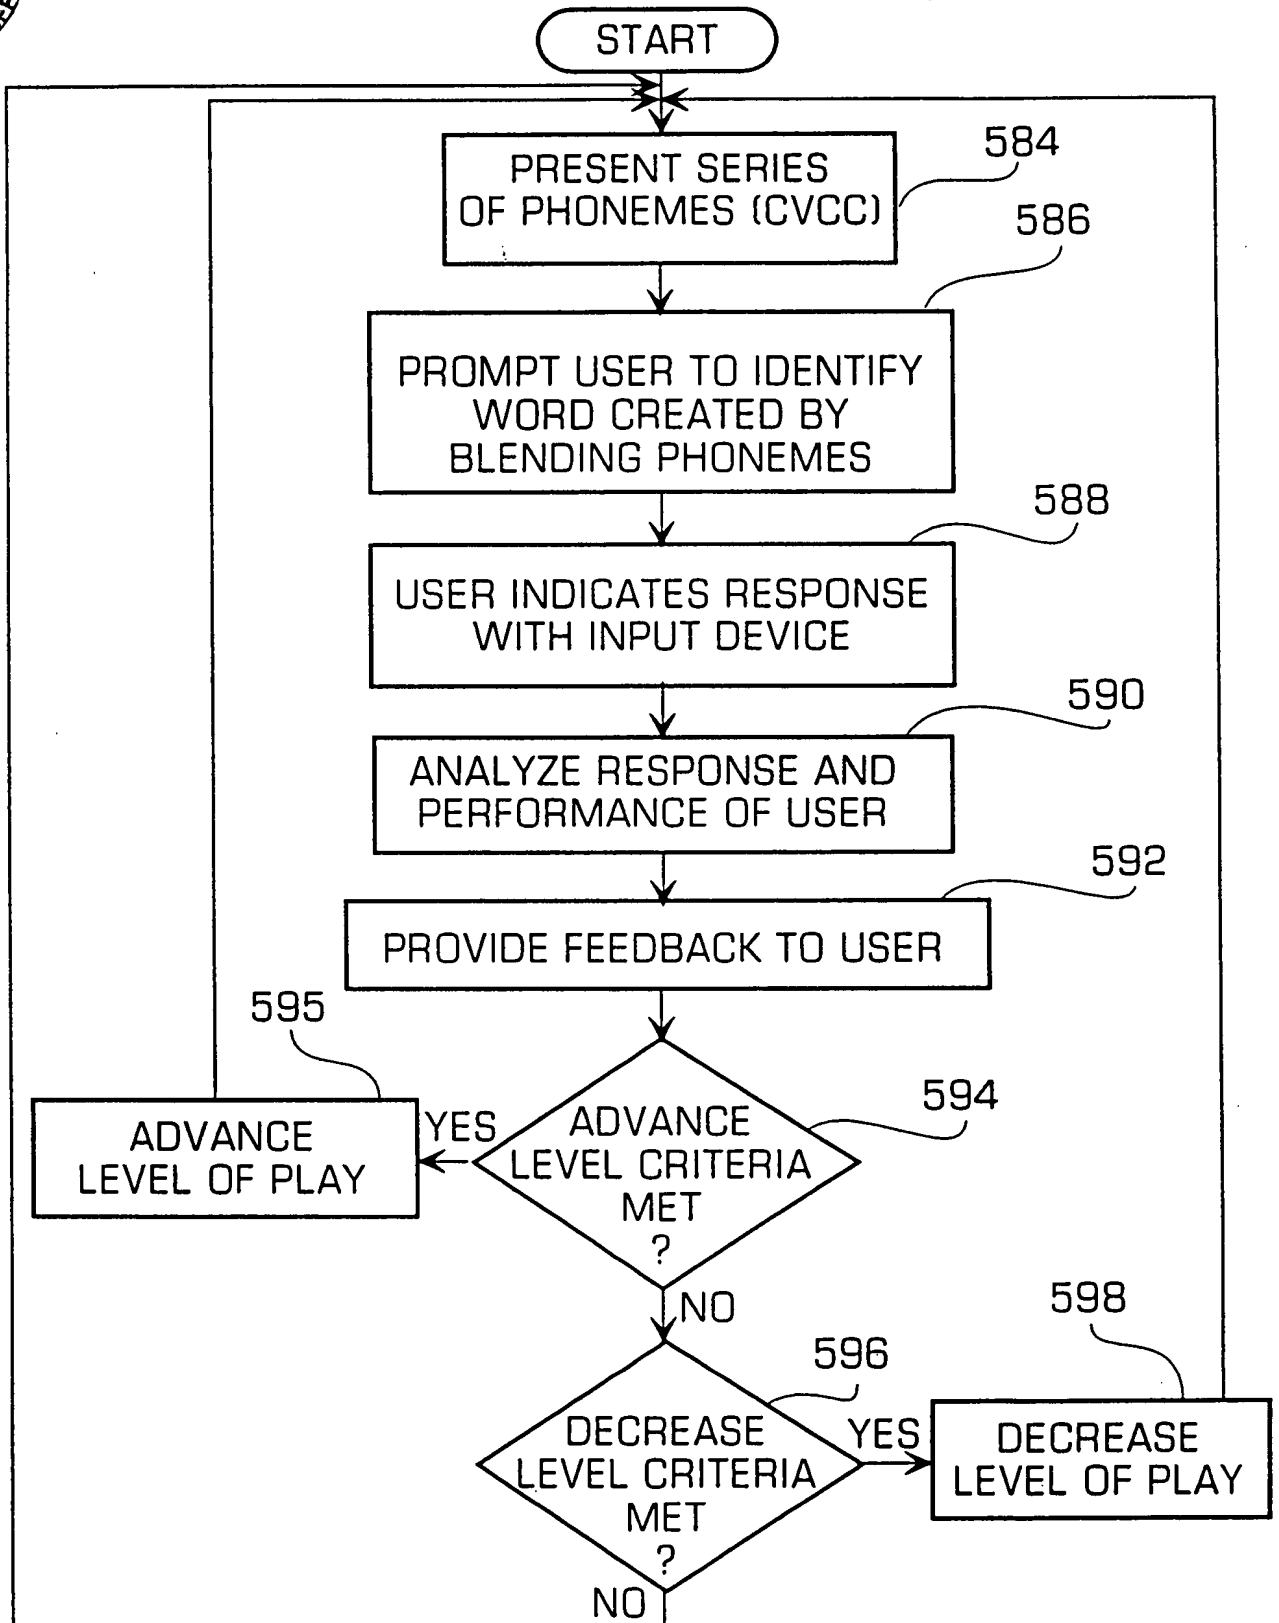 START
584
PRESENT SERIES
OF PHONEMES (CVCC)
586
PROMPT USER TO IDENTIFY
WORD CREATED BY
BLENDING PHONEMES
588
USER INDICATES RESPONSE
WITH INPUT DEVICE
590
ANALYZE RESPONSE AND
PERFORMANCE OF USER
592
PROVIDE FEEDBACK TO USER
595
594
ADVANCE
LEVEL OF PLAY
YES
ADVANCE
LEVEL CRITERIA
MET
?
NO
598
596
DECREASE
LEVEL CRITERIA
MET
?
YES
DECREASE
LEVEL OF PLAY
NO